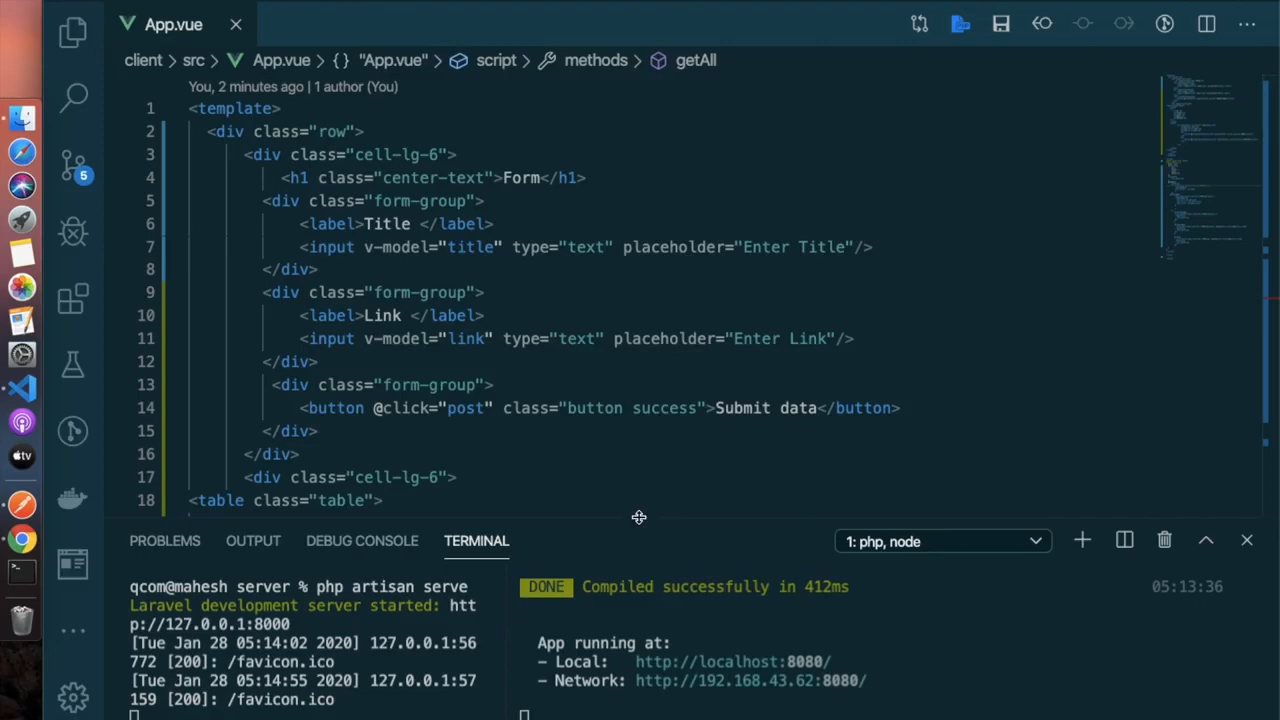 App.vue
client > src > App.vue > {} "App.vue" > script > methods > getAll
You, 2 minutes ago | 1 author (You)
1 <template>
2 <div class="row">
3 <div class="cell-lg-6">
4 <h1 class="center-text">Form</h1>
5 <div class="form-group">
6 <label>Title </label>
7 <input v-model="title" type="text" placeholder="Enter Title"/>
8 </div>
9 <div class="form-group">
10 <label>Link </label>
11 <input v-model="link" type="text" placeholder="Enter Link"/>
12 </div>
13 <div class="form-group">
14 <button @click="post" class="button success">Submit data</button>
15 </div>
16 </div>
17 <div class="cell-lg-6">
18 <table class="table">
5
tv
PROBLEMS OUTPUT DEBUG CONSOLE TERMINAL 1: php, node
qcom@mahesh server % php artisan serve
Laravel development server started: htt
p://127.0.0.1:8000
[Tue Jan 28 05:14:02 2020] 127.0.0.1:56
772 [200]: /favicon.ico
[Tue Jan 28 05:14:55 2020] 127.0.0.1:57
159 [200]: /favicon.ico
DONE Compiled successfully in 412ms 05:13:36
App running at:
- Local: http://localhost:8080/
- Network: http://192.168.43.62:8080/